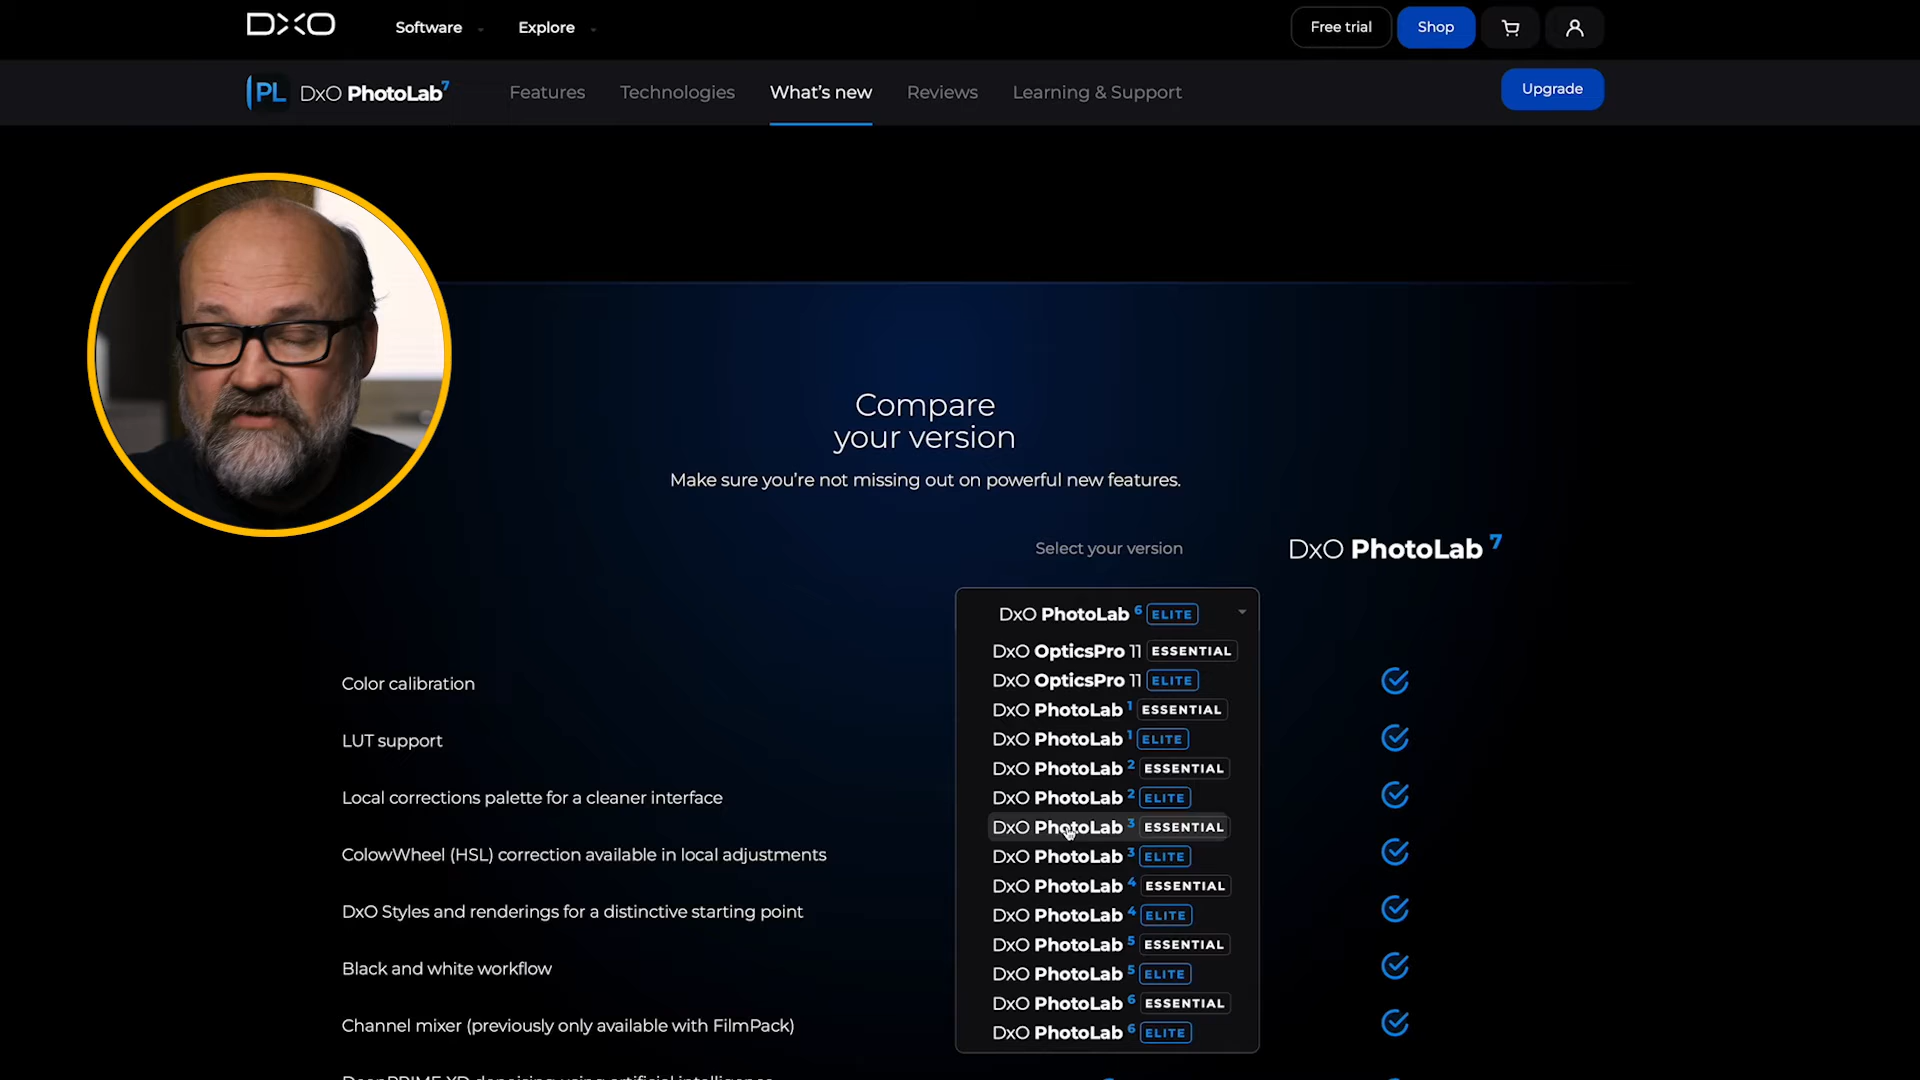 DXO Software Explore Free trial Shop
PL DxO PhotoLab 7 Features Technologies What's new Reviews Learning & Support Upgrade
Compare
your version
Make sure you're not missing out on powerful new features.
Select your version
DxO PhotoLab 7
DxO PhotoLab 6 ELITE
DxO OpticsPro 11 ESSENTIAL
DxO OpticsPro 11 ELITE
DxO PhotoLab 1 ESSENTIAL
DxO PhotoLab 1 ELITE
DxO PhotoLab 2 ESSENTIAL
DxO PhotoLab 2 ELITE
DxO PhotoLab 3 ESSENTIAL
DxO PhotoLab 3 ELITE
DxO PhotoLab 4 ESSENTIAL
DxO PhotoLab 4 ELITE
DxO PhotoLab 5 ESSENTIAL
DxO PhotoLab 5 ELITE
DxO PhotoLab 6 ESSENTIAL
DxO PhotoLab 6 ELITE
Color calibration
LUT support
Local corrections palette for a cleaner interface
ColowWheel (HSL) correction available in local adjustments
DxO Styles and renderings for a distinctive starting point
Black and white workflow
Channel mixer (previously only available with FilmPack)